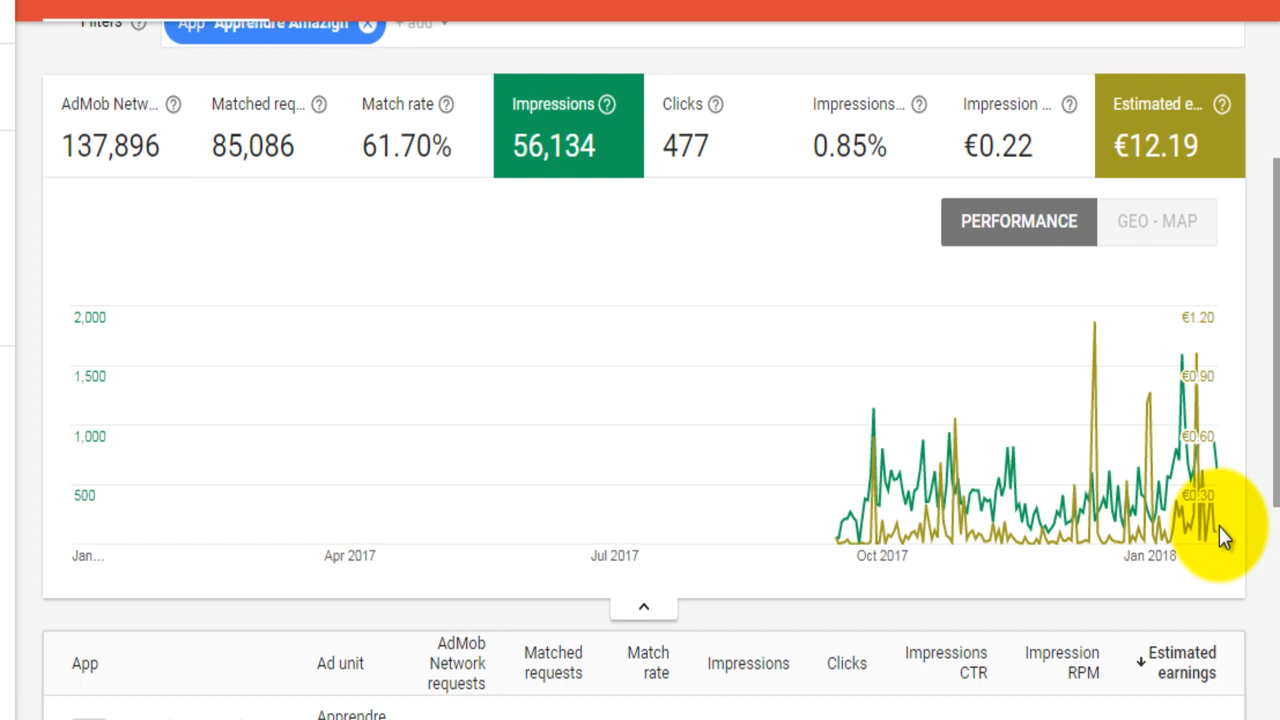 Filters
App Apprendre Amazigh + add
AdMob Netw... Matched req... Match rate Impressions Clicks Impressions... Impression ... Estimated e...
137,896 85,086 61.70% 56,134 477 0.85% €0.22 €12.19
PERFORMANCE GEO - MAP
2,000 €1.20
1,500 €0.90
1,000 €0.60
500 €0.30
Jan... Apr 2017 Jul 2017 Oct 2017 Jan 2018
App Ad unit AdMob Network requests Matched requests Match rate Impressions Clicks Impressions CTR Impression RPM Estimated earnings
Apprendre